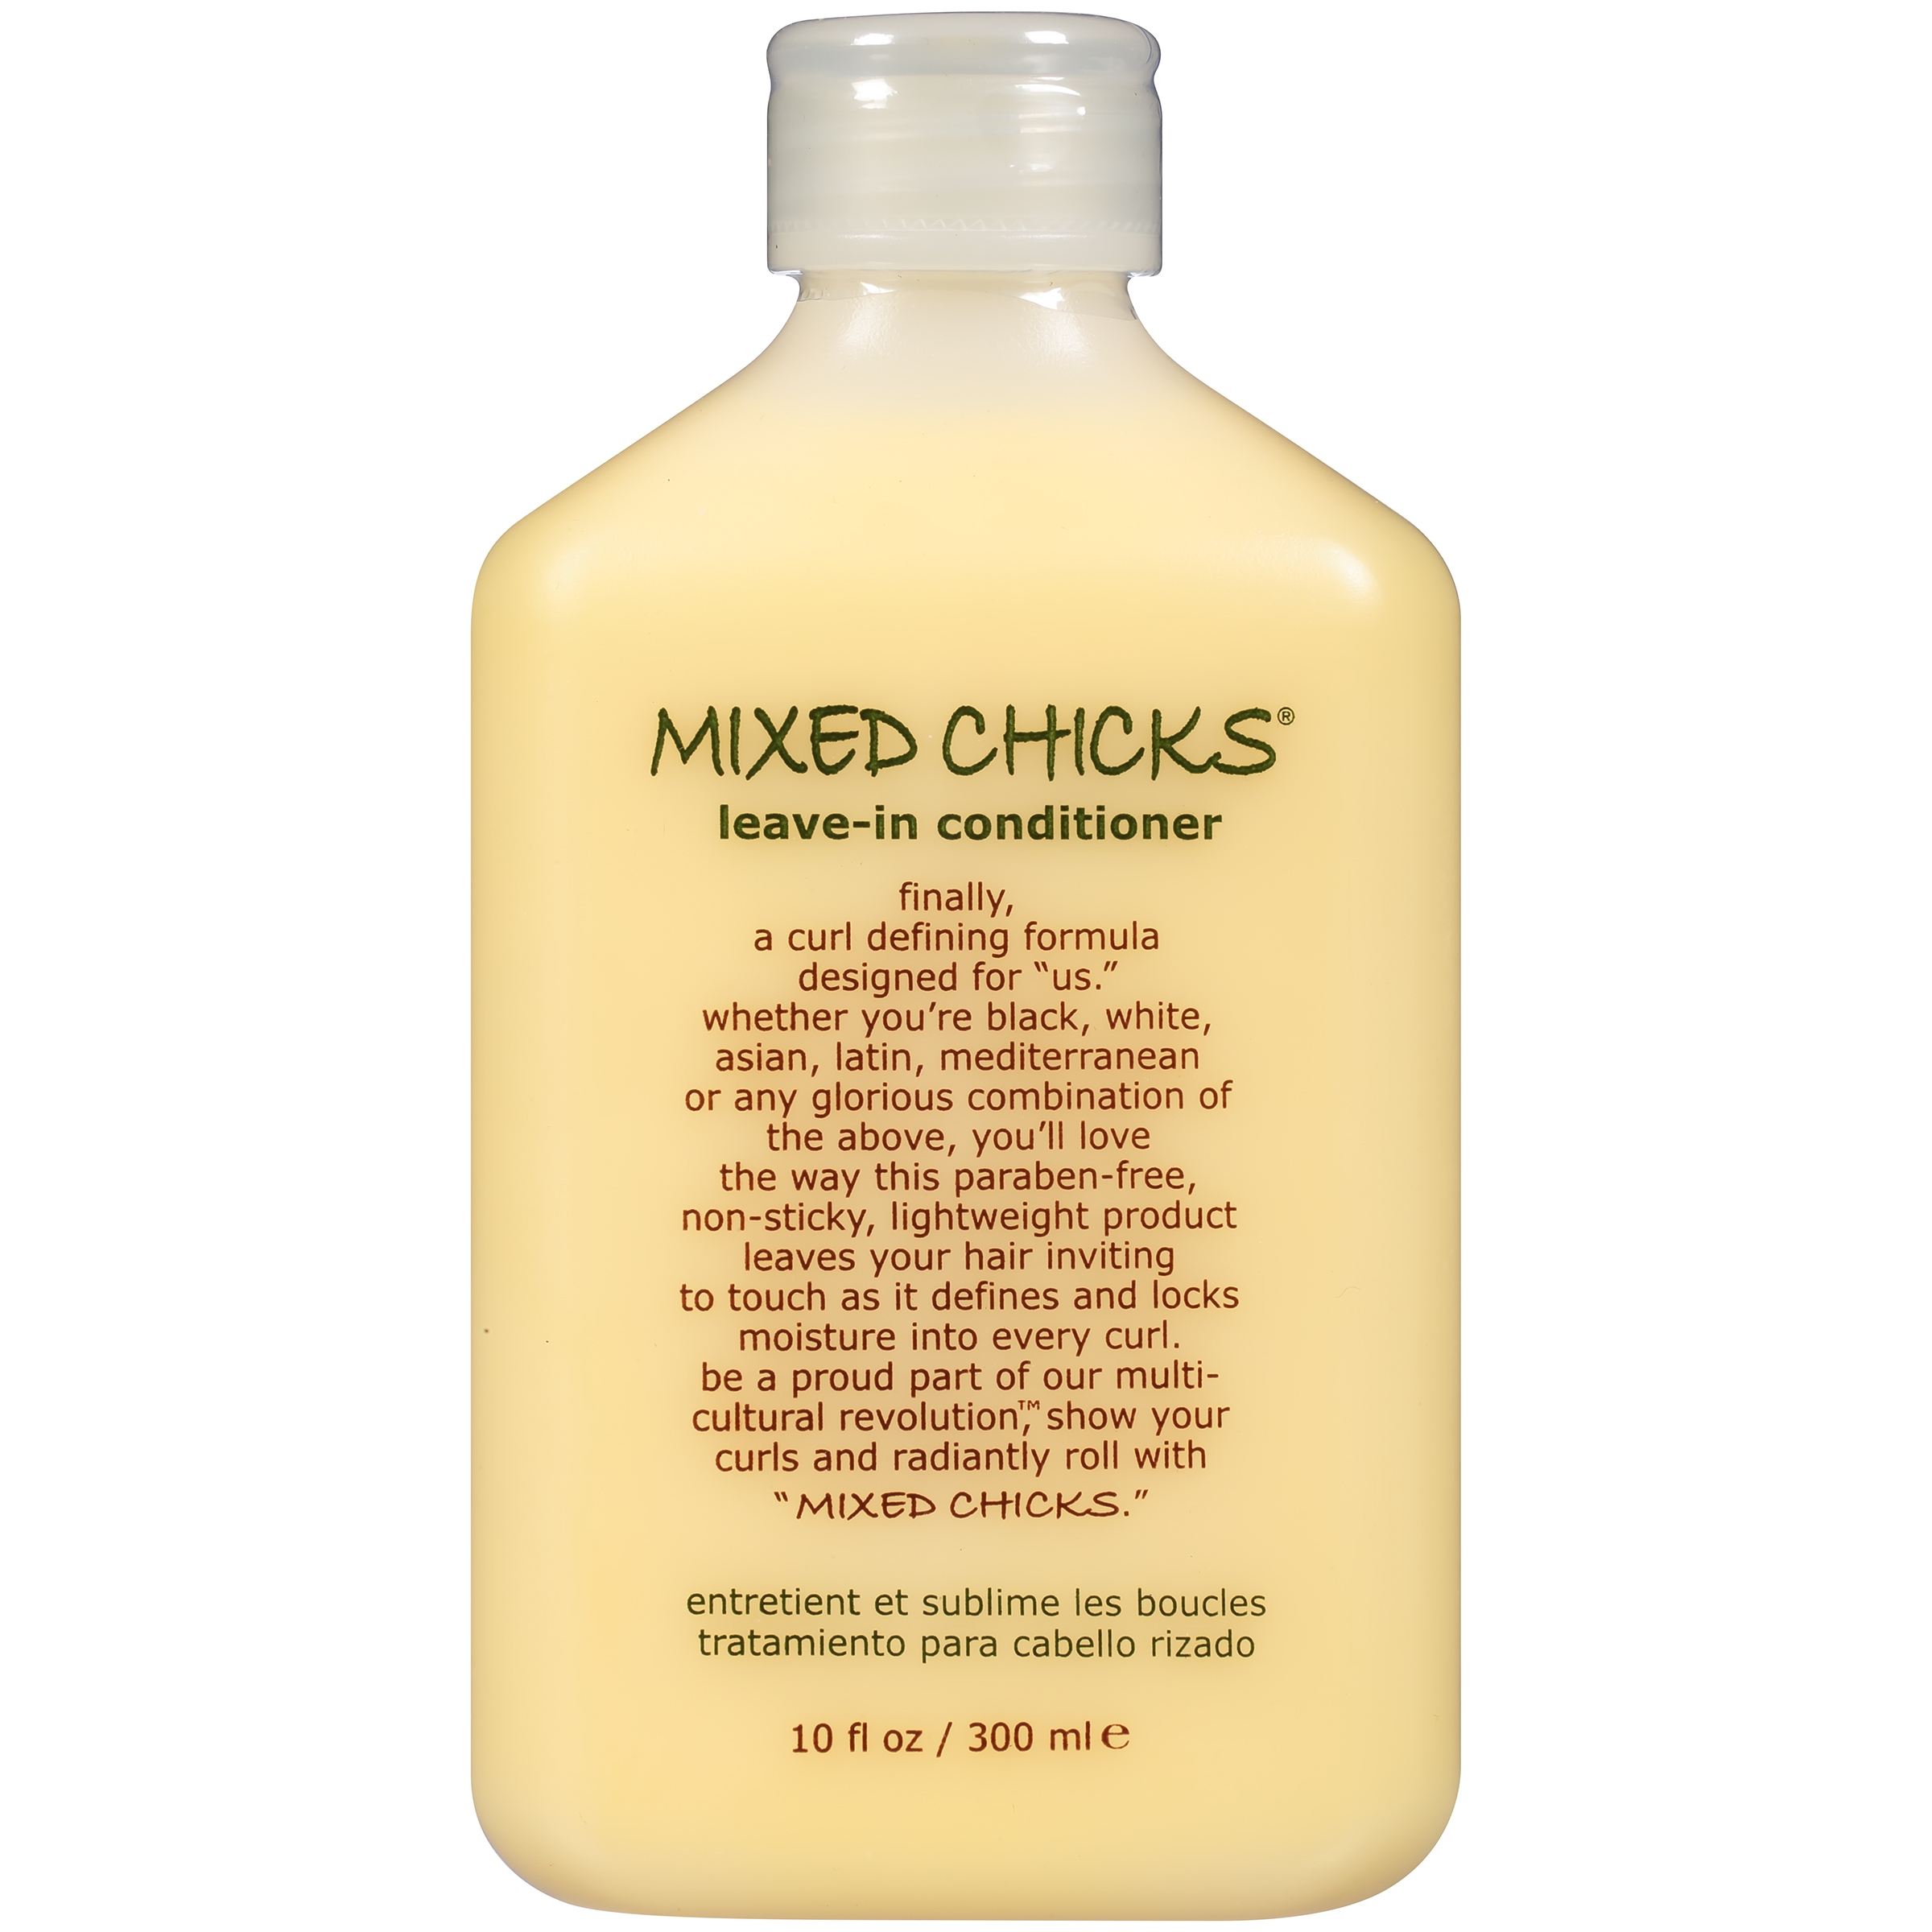 MIXED CHICKS®
leave-in conditioner
finally,
a curl defining formula
designed for “us.”
whether you’re black, white,
asian, latin, mediterranean
or any glorious combination of
the above, you’ll love
the way this paraben-free,
non-sticky, lightweight product
leaves your hair inviting
to touch as it defines and locks
moisture into every curl.
be a proud part of our multi-
cultural revolution,™ show your
curls and radiantly roll with
“MIXED CHICKS.”
entretient et sublime les boucles
tratamiento para cabello rizado
10 fl oz / 300 ml ℮